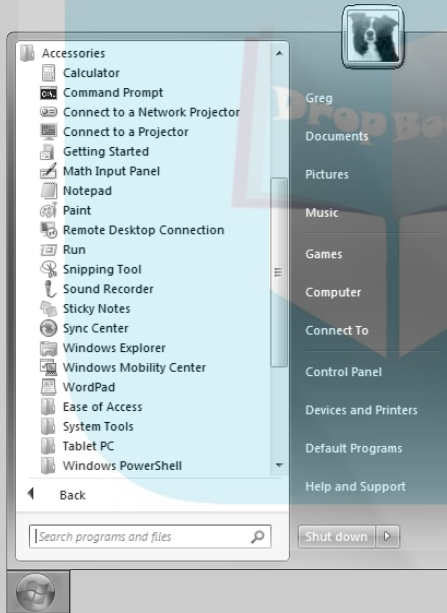 Accessories
Calculator
Command Prompt
Connect to a Network Projector
Connect to a Projector
Getting Started
Math Input Panel
Notepad
Paint
Remote Desktop Connection
Run
Snipping Tool
Sound Recorder
Sticky Notes
Sync Center
Windows Explorer
Windows Mobility Center
WordPad
Ease of Access
System Tools
Tablet PC
Windows PowerShell
Back
Search programs and files
Greg
Documents
Pictures
Music
Games
Computer
Connect To
Control Panel
Devices and Printers
Default Programs
Help and Support
Shut down